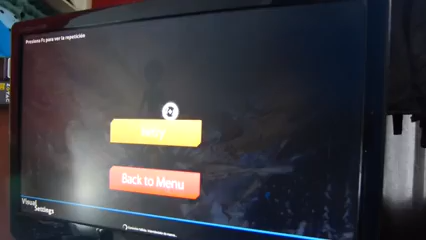 Presiona F1 para ver la repetición
Retry
Back to Menu
Visual
Settings